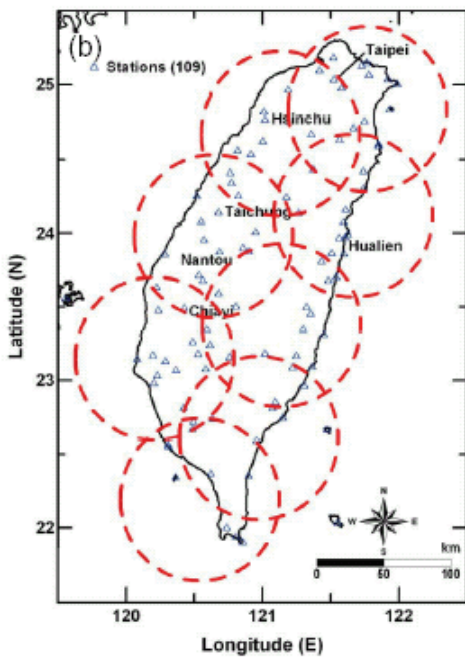 (b)
Stations (109)
Taipei
Hsinchu
Taichung
Hualien
Nantou
Chiayi
25
24
23
22
Latitude (N)
N
W E
S
km
0 50 100
120 121 122
Longitude (E)